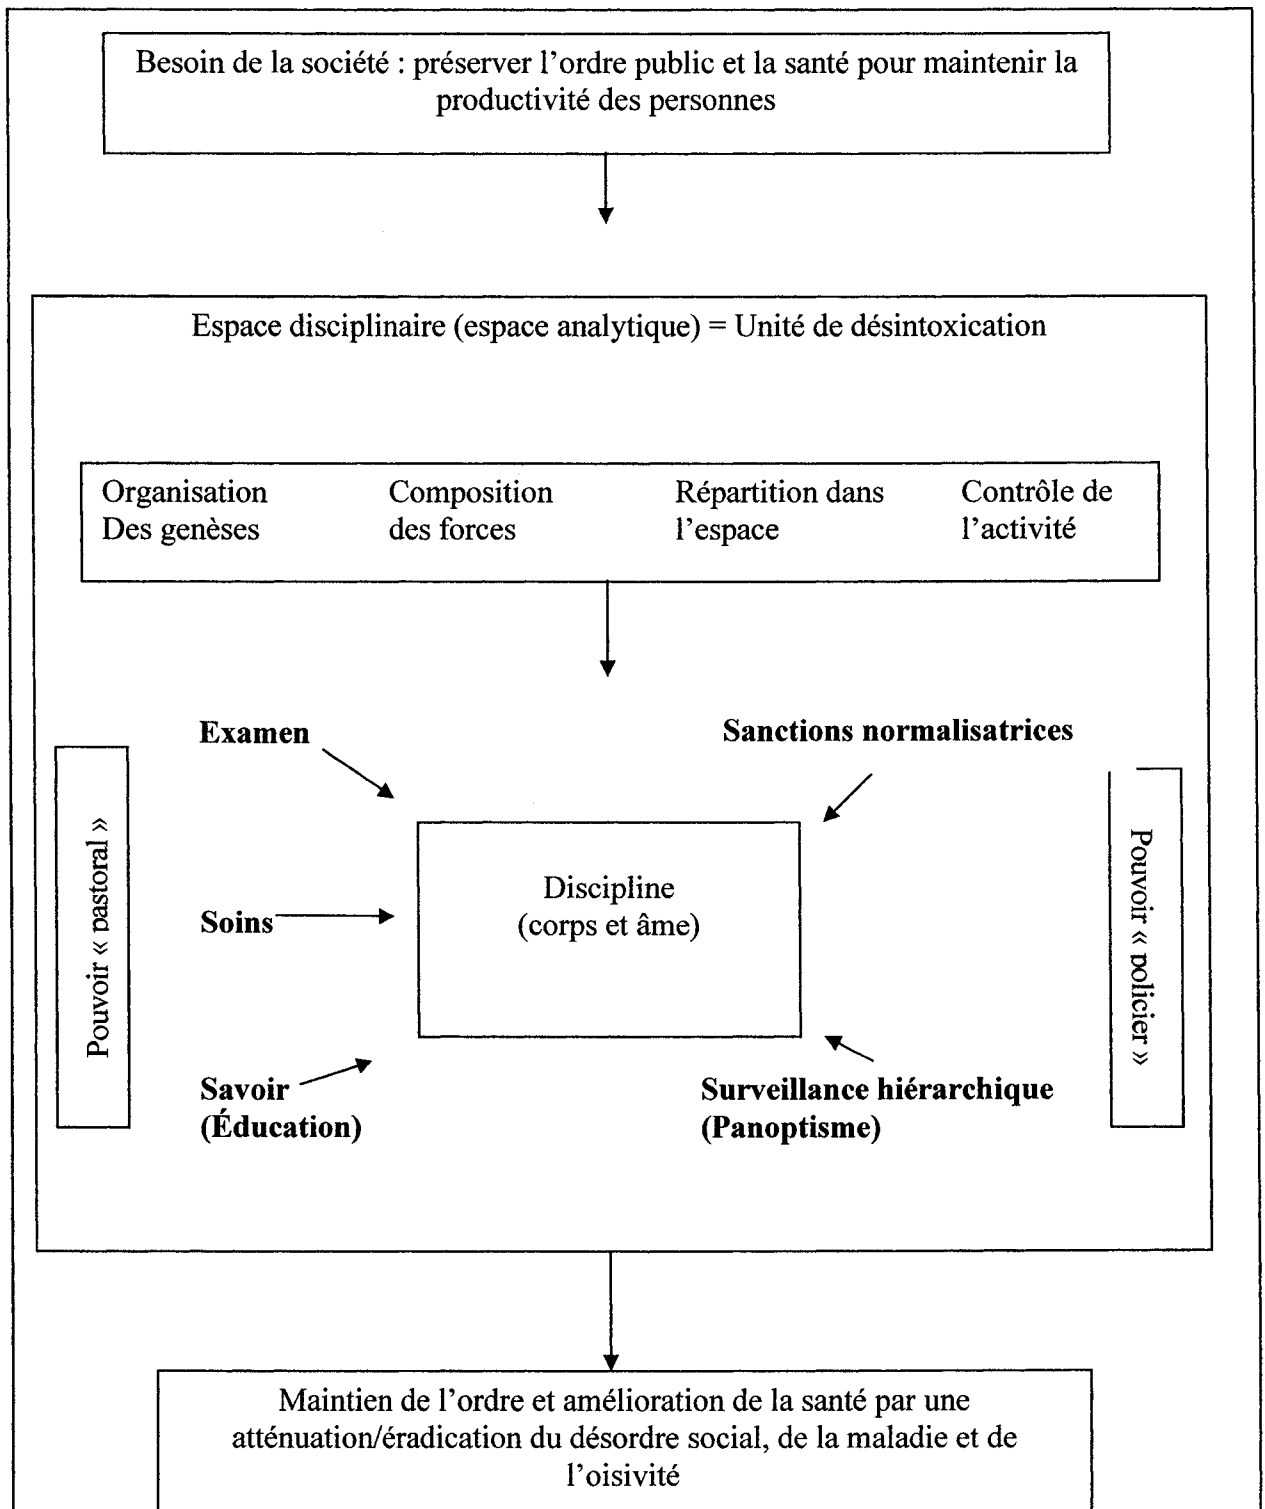 Besoin de la société : préserver l’ordre public et la santé pour maintenir la
productivité des personnes
Espace disciplinaire (espace analytique) = Unité de désintoxication
Organisation
Des genèses
Composition
des forces
Répartition dans
l’espace
Contrôle de
l’activité
Examen
Sanctions normalisatrices
Pouvoir « pastoral »
Discipline
(corps et âme)
Soins
Pouvoir « policier »
Savoir
(Éducation)
Surveillance hiérarchique
(Panoptisme)
Maintien de l’ordre et amélioration de la santé par une
atténuation/éradication du désordre social, de la maladie et de
l’oisivité